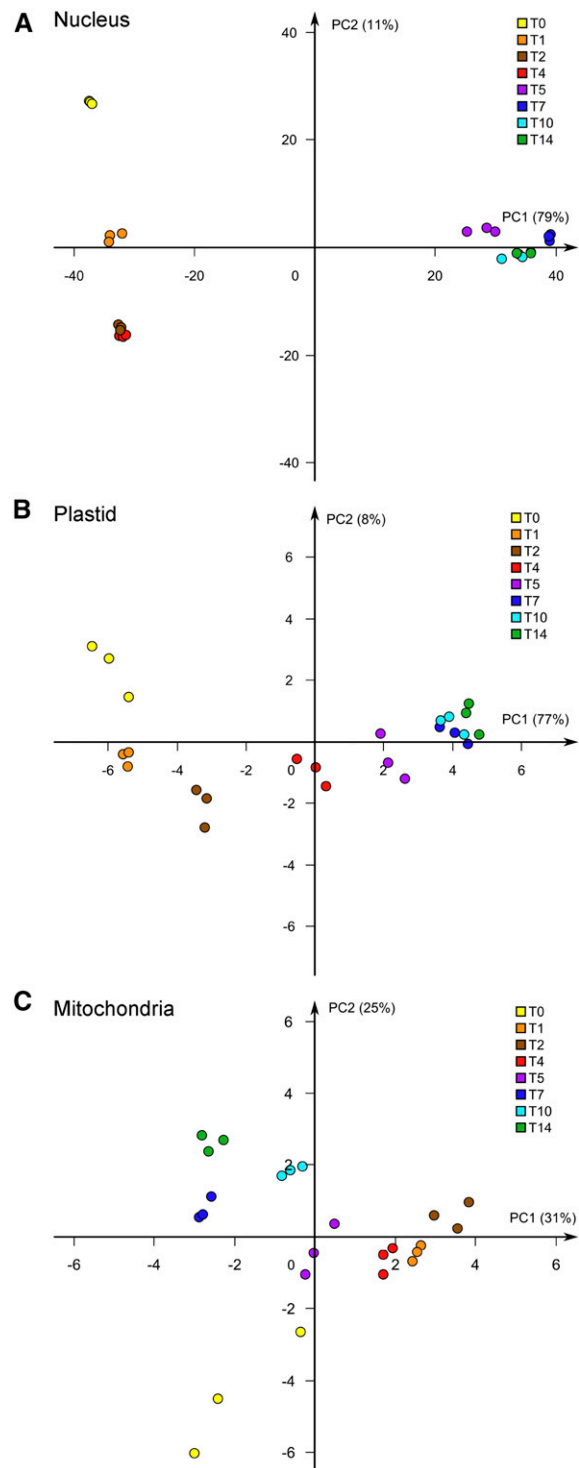 A Nucleus
PC2 (11%)
T0
T1
T2
T4
T5
T7
T10
T14
40
20
PC1 (79%)
-40 -20 0 20 40
-20
-40
B Plastid
PC2 (8%)
T0
T1
T2
T4
T5
T7
T10
T14
6
4
2
PC1 (77%)
-6 -4 -2 0 2 4 6
-2
-4
-6
C Mitochondria
PC2 (25%)
T0
T1
T2
T4
T5
T7
T10
T14
6
4
2
PC1 (31%)
-6 -4 -2 0 2 4 6
-2
-4
-6